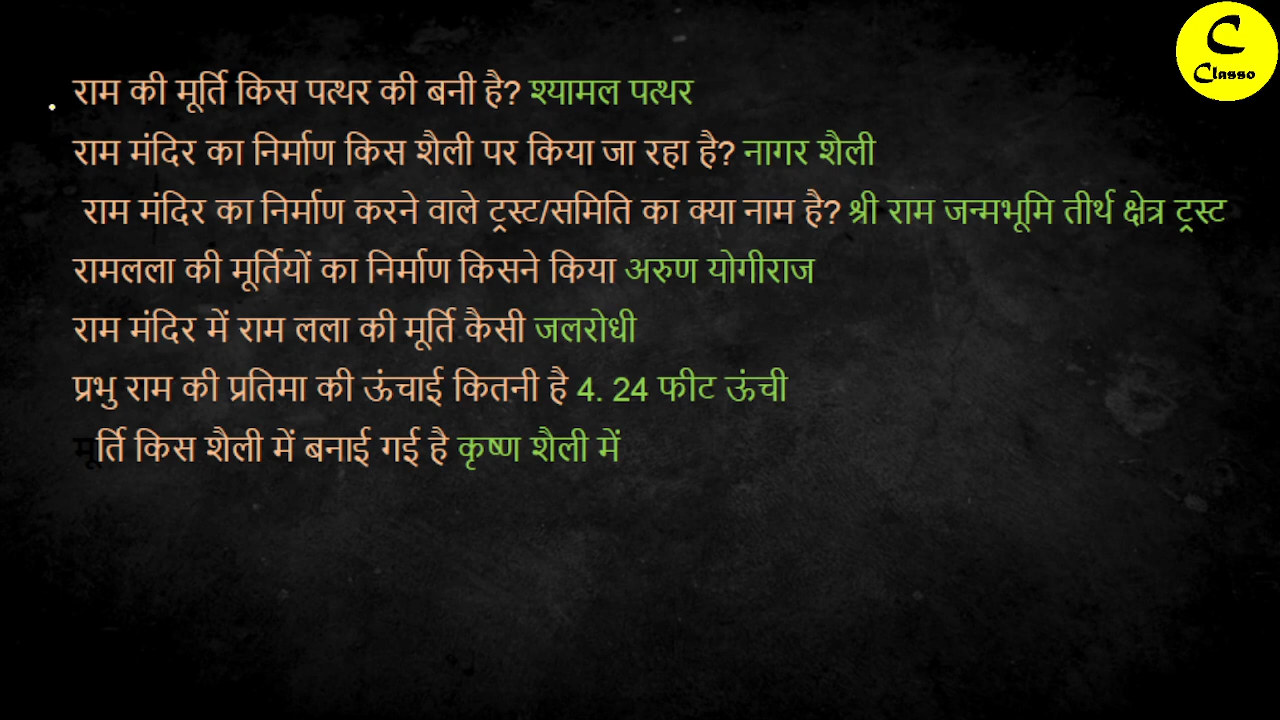 C
Classo
राम की मूर्ति किस पत्थर की बनी है? श्यामल पत्थर
राम मंदिर का निर्माण किस शैली पर किया जा रहा है? नागर शैली
राम मंदिर का निर्माण करने वाले ट्रस्ट/समिति का क्या नाम है? श्री राम जन्मभूमि तीर्थ क्षेत्र ट्रस्ट
रामलला की मूर्तियों का निर्माण किसने किया अरुण योगीराज
राम मंदिर में राम लला की मूर्ति कैसी जलरोधी
प्रभु राम की प्रतिमा की ऊंचाई कितनी है 4. 24 फीट ऊंची
मूर्ति किस शैली में बनाई गई है कृष्ण शैली में